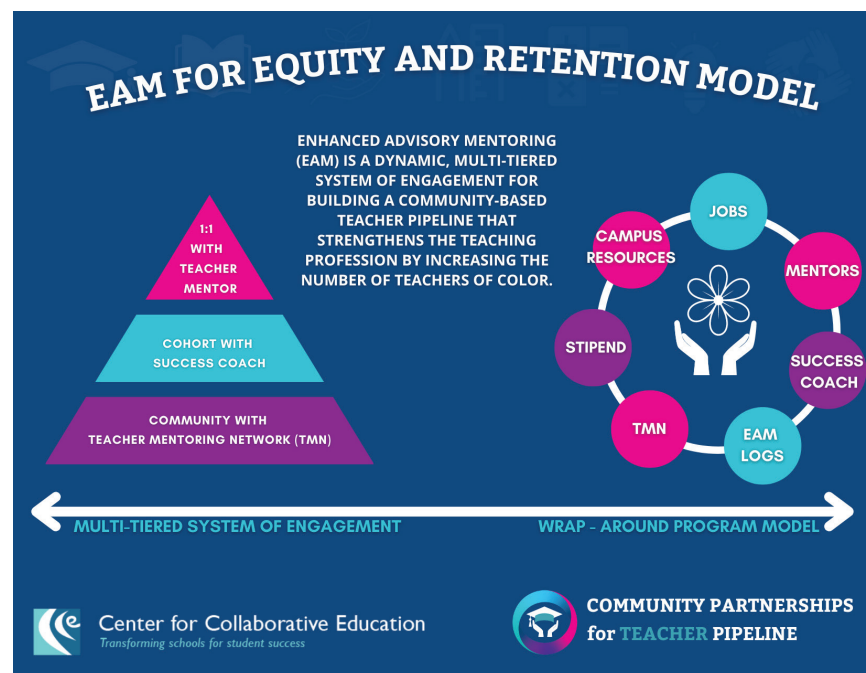 EAM FOR EQUITY AND RETENTION MODEL
ENHANCED ADVISORY MENTORING
(EAM) IS A DYNAMIC, MULTI-TIERED
SYSTEM OF ENGAGEMENT FOR
BUILDING A COMMUNITY-BASED
TEACHER PIPELINE THAT
STRENGTHENS THE TEACHING
PROFESSION BY INCREASING THE
NUMBER OF TEACHERS OF COLOR.
1:1
WITH
TEACHER
MENTOR
COHORT WITH
SUCCESS COACH
COMMUNITY WITH
TEACHER MENTORING NETWORK (TMN)
JOBS
MENTORS
SUCCESS
COACH
EAM
LOGS
TMN
STIPEND
CAMPUS
RESOURCES
MULTI-TIERED SYSTEM OF ENGAGEMENT
WRAP - AROUND PROGRAM MODEL
Center for Collaborative Education
Transforming schools for student success
COMMUNITY PARTNERSHIPS
for TEACHER PIPELINE